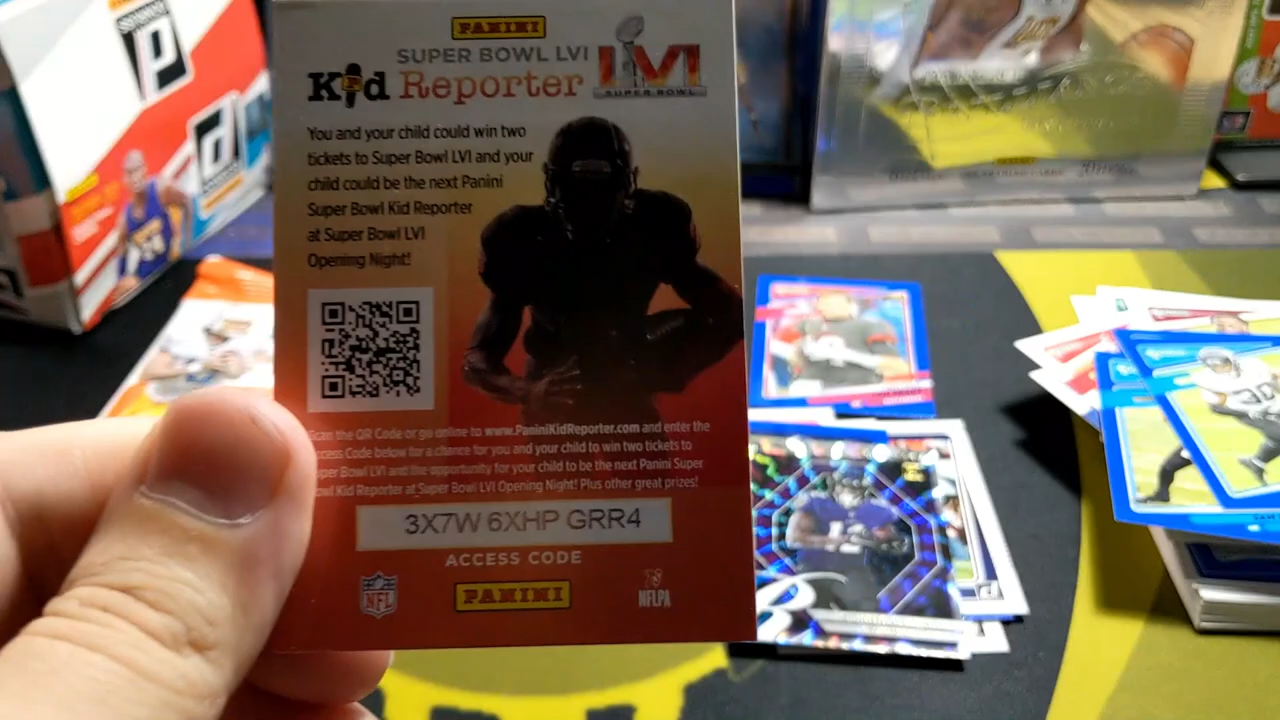 PANINI
SUPER BOWL LVI
Kid Reporter
LVI
SUPER BOWL
You and your child could win two
tickets to Super Bowl LVI and your
child could be the next Panini
Super Bowl Kid Reporter
at Super Bowl LVI
Opening Night!
the QR Code or go online to www.PaniniKidReporter.com and enter the
Code below for a chance for you and your child to win two tickets to
Bowl LVI and the opportunity for your child to be the next Panini Super
Kid Reporter at Super Bowl LVI Opening Night! Plus other great prizes!
3X7W 6XHP GRR4
ACCESS CODE
NFL
PANINI
NFLPA